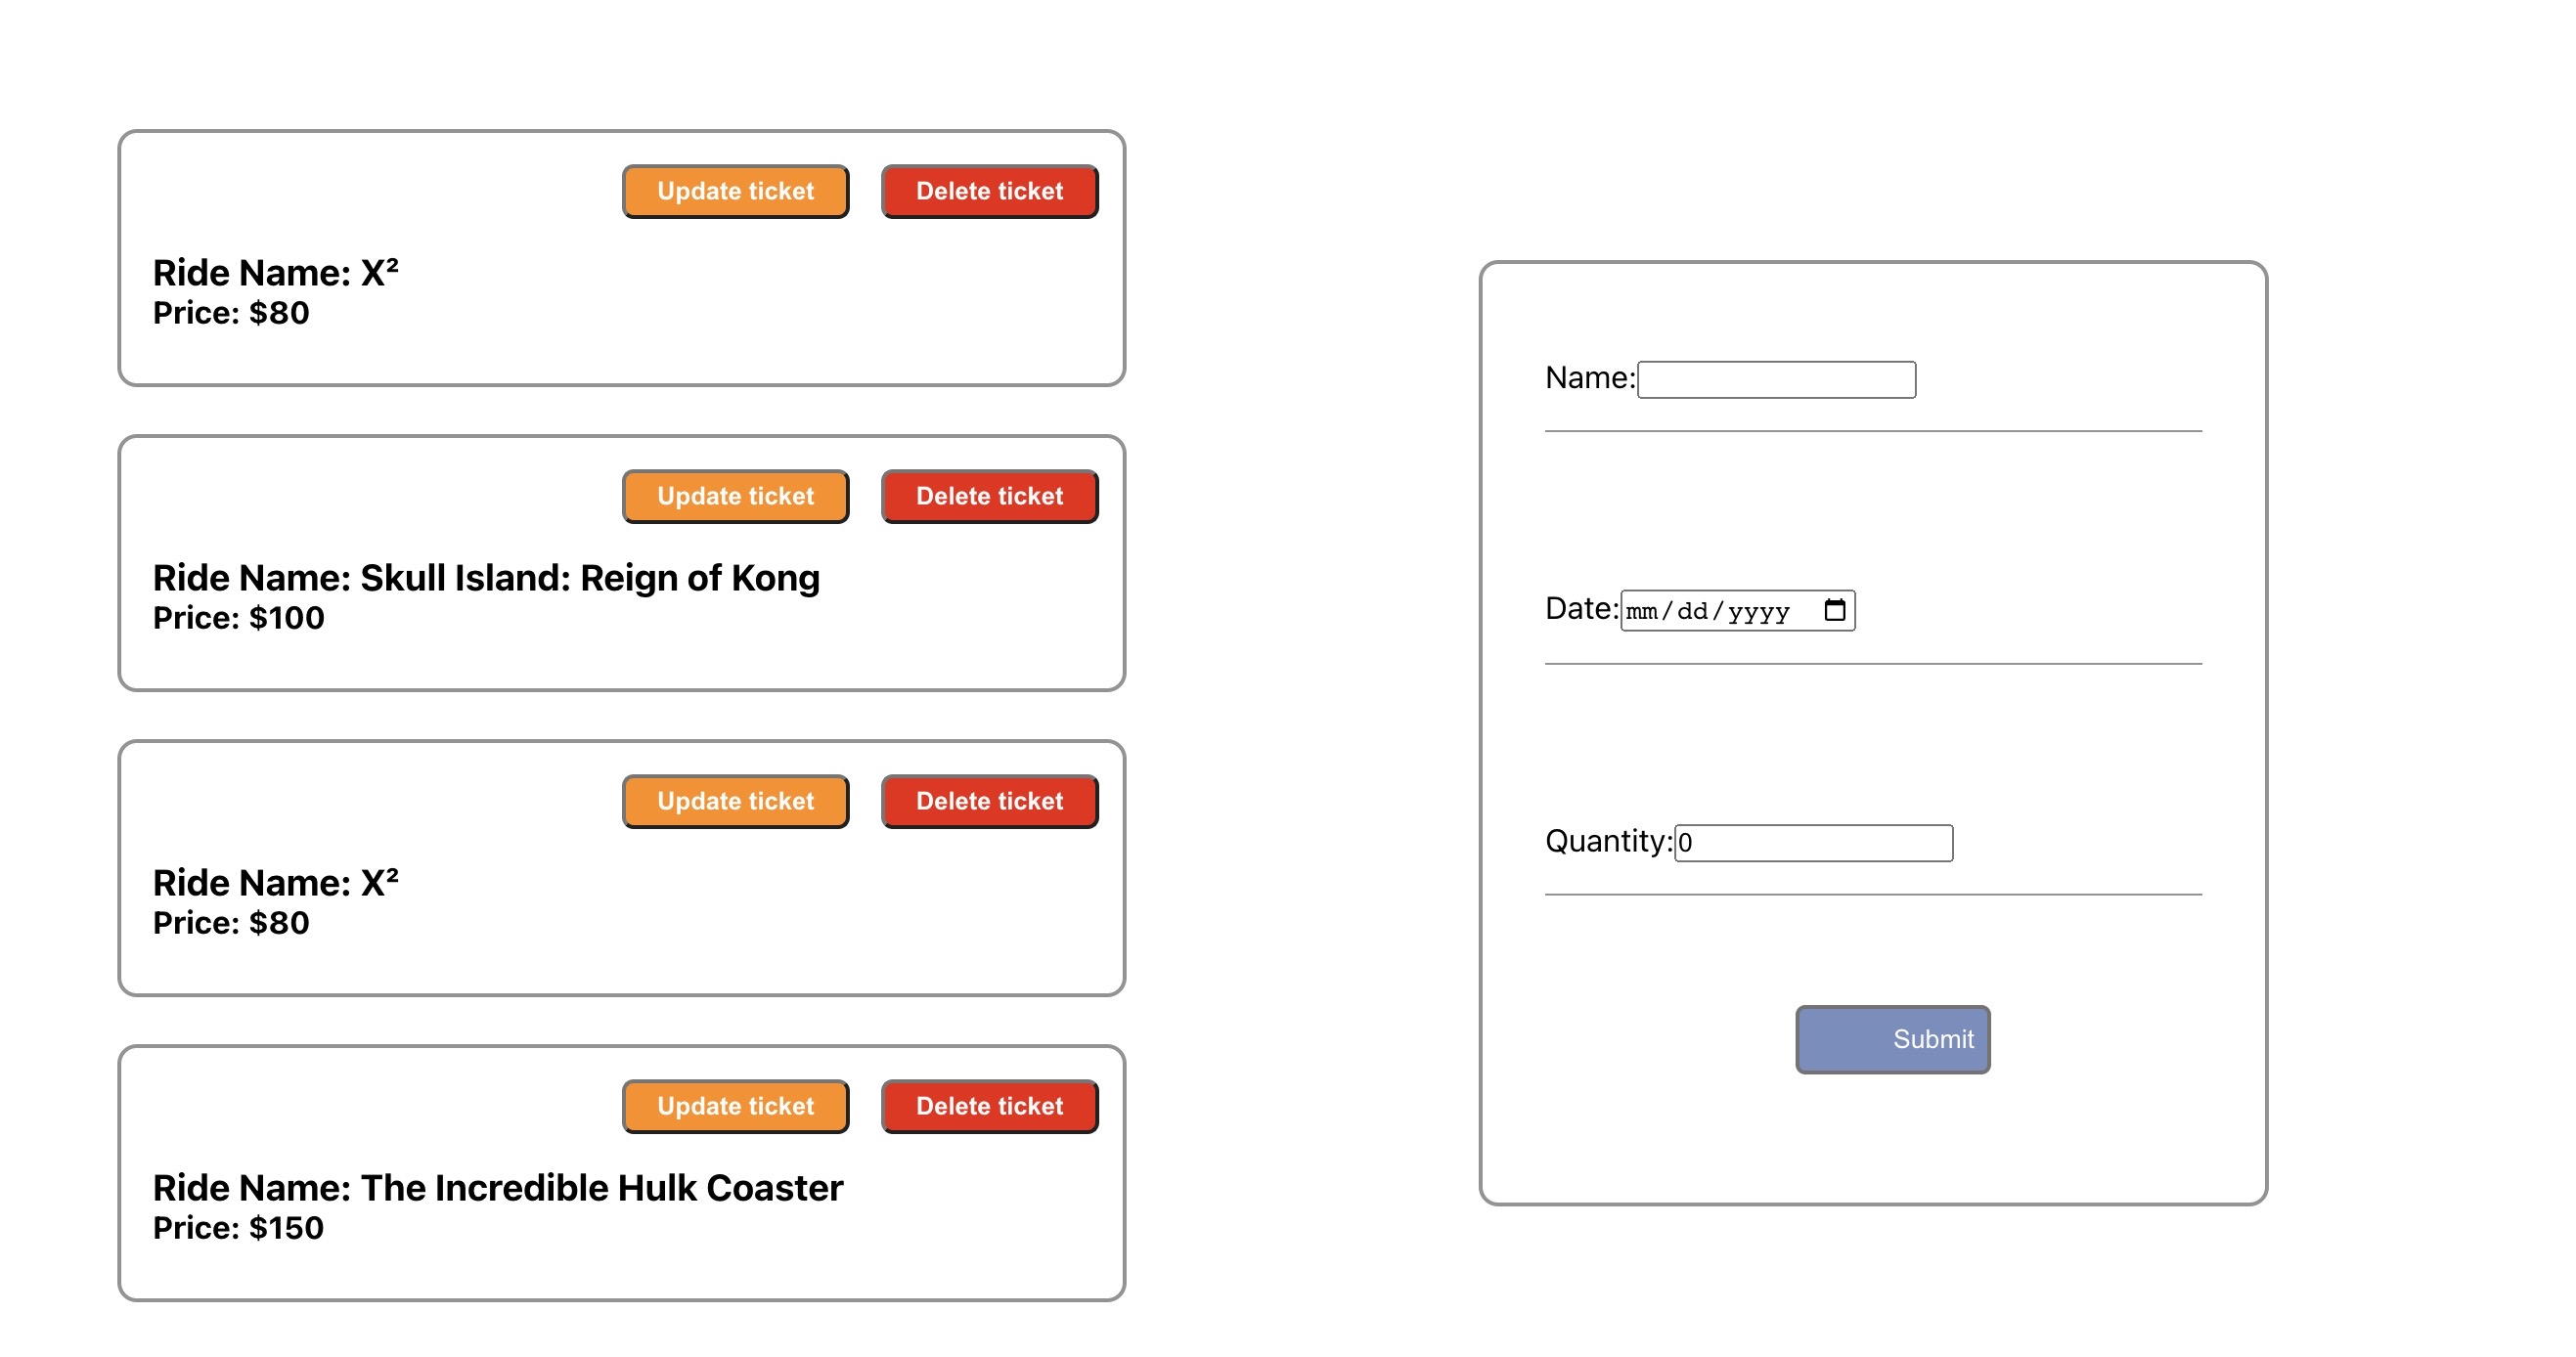 Update ticket Delete ticket
Ride Name: X²
Price: $80
Update ticket Delete ticket
Ride Name: Skull Island: Reign of Kong
Price: $100
Update ticket Delete ticket
Ride Name: X²
Price: $80
Update ticket Delete ticket
Ride Name: The Incredible Hulk Coaster
Price: $150
Name:
Date: mm/dd/yyyy
Quantity: 0
Submit